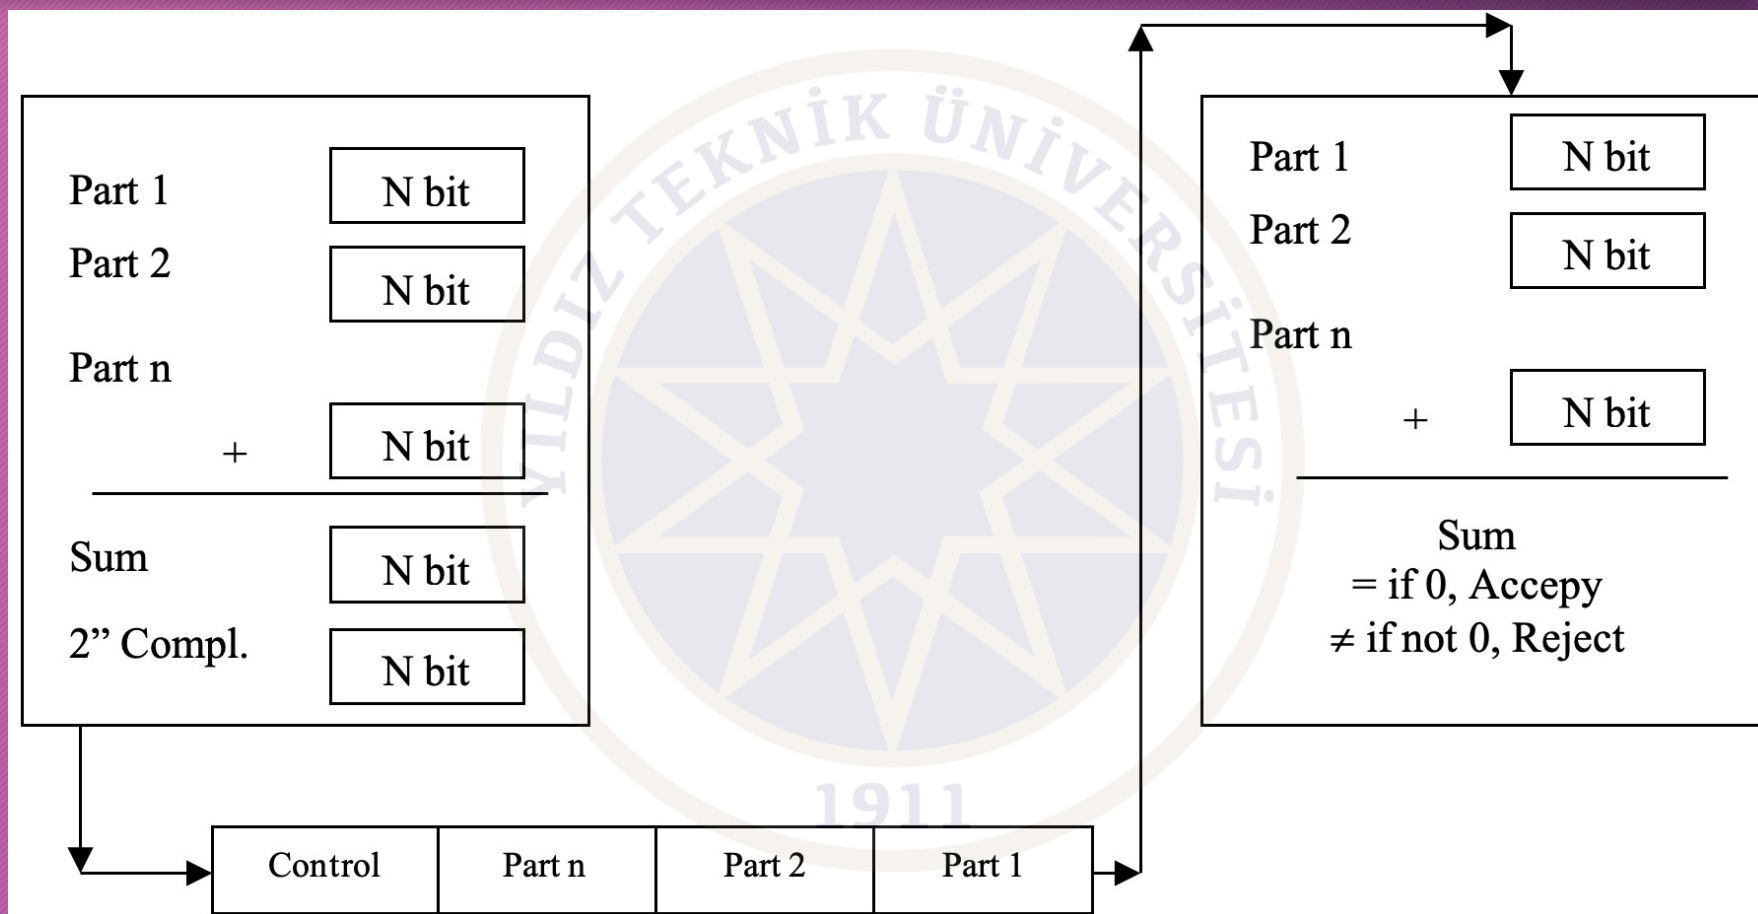 YILDIZ TEKNİK ÜNİVERSİTESİ
1911
Part 1 N bit
Part 2 N bit
Part n
+ N bit
Sum N bit
2” Compl. N bit
Control Part n Part 2 Part 1
Part 1 N bit
Part 2 N bit
Part n
+ N bit
Sum
= if 0, Accepy
≠ if not 0, Reject